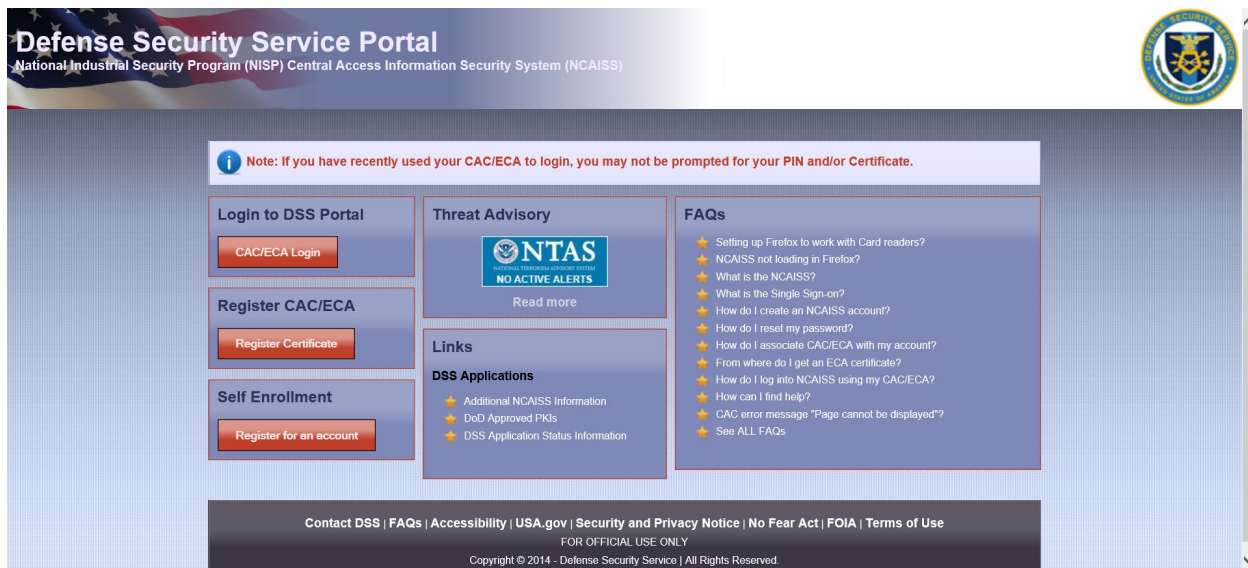 Defense Security Service Portal
National Industrial Security Program (NISP) Central Access Information Security System (NCAISS)
DEFENSE SECURITY SERVICE
UNITED STATES OF AMERICA
Note: If you have recently used your CAC/ECA to login, you may not be prompted for your PIN and/or Certificate.
Login to DSS Portal
CAC/ECA Login
Register CAC/ECA
Register Certificate
Self Enrollment
Register for an account
Threat Advisory
NTAS
NATIONAL TERRORISM ADVISORY SYSTEM
NO ACTIVE ALERTS
Read more
Links
DSS Applications
Additional NCAISS Information
DoD Approved PKIs
DSS Application Status Information
FAQs
Setting up Firefox to work with Card readers?
NCAISS not loading in Firefox?
What is the NCAISS?
What is the Single Sign-on?
How do I create an NCAISS account?
How do I reset my password?
How do I associate CAC/ECA with my account?
From where do I get an ECA certificate?
How do I log into NCAISS using my CAC/ECA?
How can I find help?
CAC error message "Page cannot be displayed"?
See ALL FAQs
Contact DSS | FAQs | Accessibility | USA.gov | Security and Privacy Notice | No Fear Act | FOIA | Terms of Use
FOR OFFICIAL USE ONLY
Copyright © 2014 - Defense Security Service | All Rights Reserved.